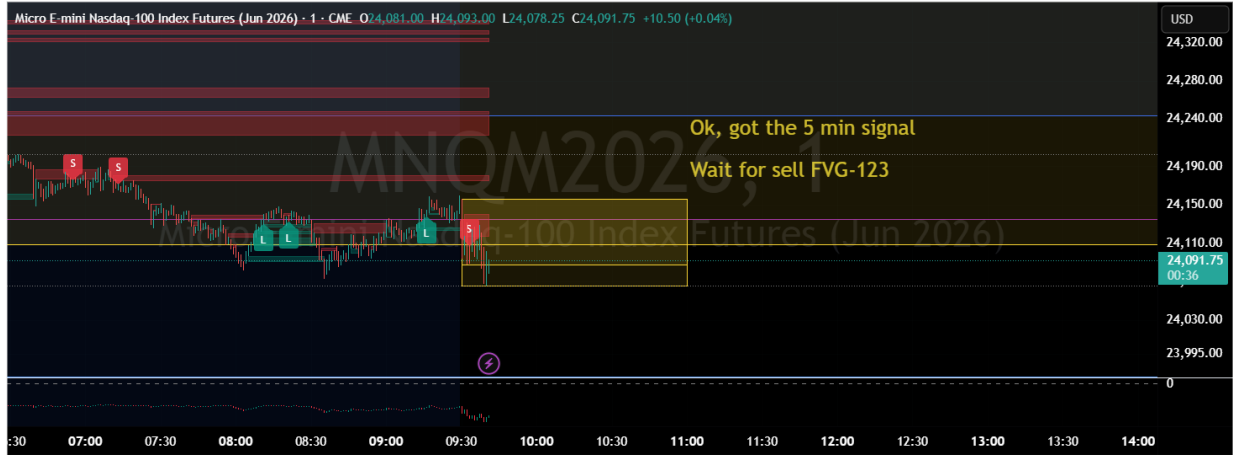 Micro E-mini Nasdaq-100 Index Futures (Jun 2026) · 1 · CME O24,081.00 H24,093.00 L24,078.25 C24,091.75 +10.50 (+0.04%)
USD
24,320.00
24,280.00
24,240.00
Ok, got the 5 min signal
MNQM2026, 1
24,190.00
Wait for sell FVG-123
S
S
24,150.00
L
L
L
S
Micro E-mini Nasdaq-100 Index Futures (Jun 2026)
24,110.00
24,091.75
00:36
24,030.00
23,995.00
0
:30 07:00 07:30 08:00 08:30 09:00 09:30 10:00 10:30 11:00 11:30 12:00 12:30 13:00 13:30 14:00